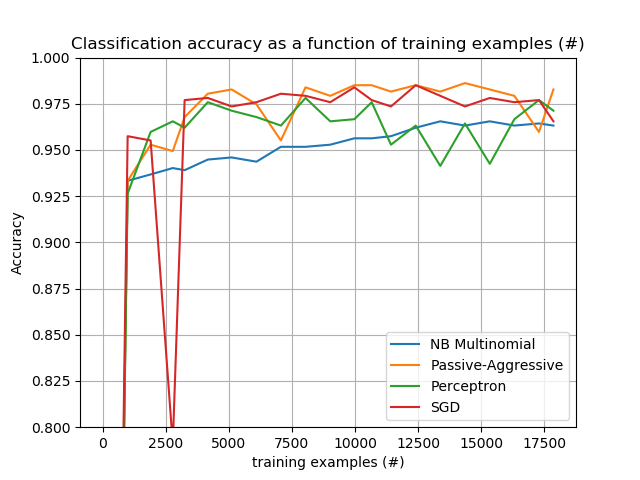 Classification accuracy as a function of training examples (#)
1.000
0.975
0.950
0.925
0.900
0.875
0.850
0.825
0.800
Accuracy
NB Multinomial
Passive-Aggressive
Perceptron
SGD
0 2500 5000 7500 10000 12500 15000 17500
training examples (#)